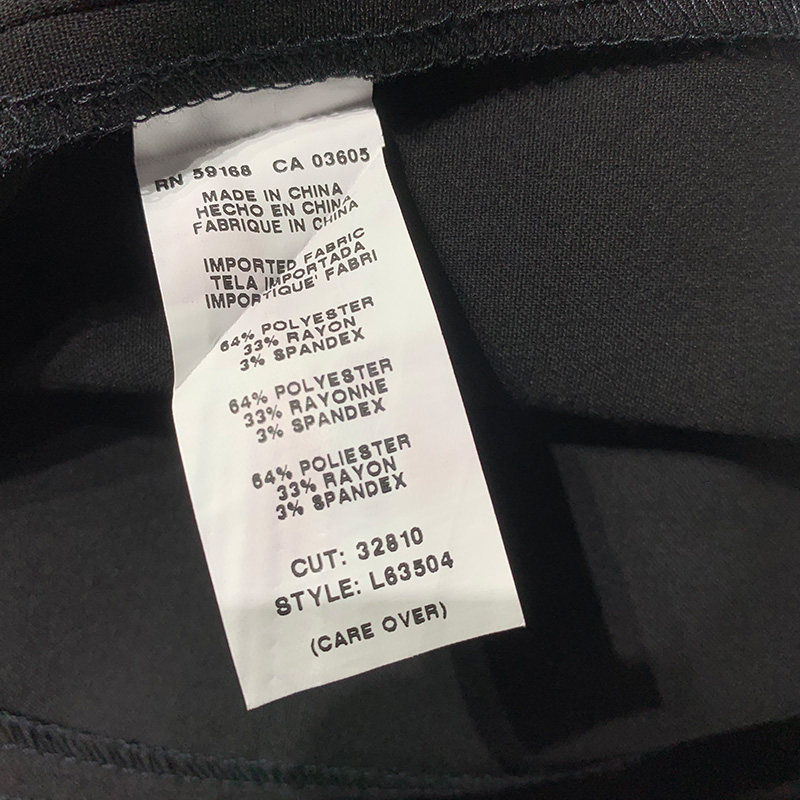 RN 59168 CA 03605
MADE IN CHINA
HECHO EN CHINA
FABRIQUE IN CHINA
IMPORTED FABRIC
TELA IMPORTADA
IMPORTIQUE' FABRI
64% POLYESTER
33% RAYON
3% SPANDEX
64% POLYESTER
33% RAYONNE
3% SPANDEX
64% POLIESTER
33% RAYON
3% SPANDEX
CUT: 32810
STYLE: L63504
(CARE OVER)